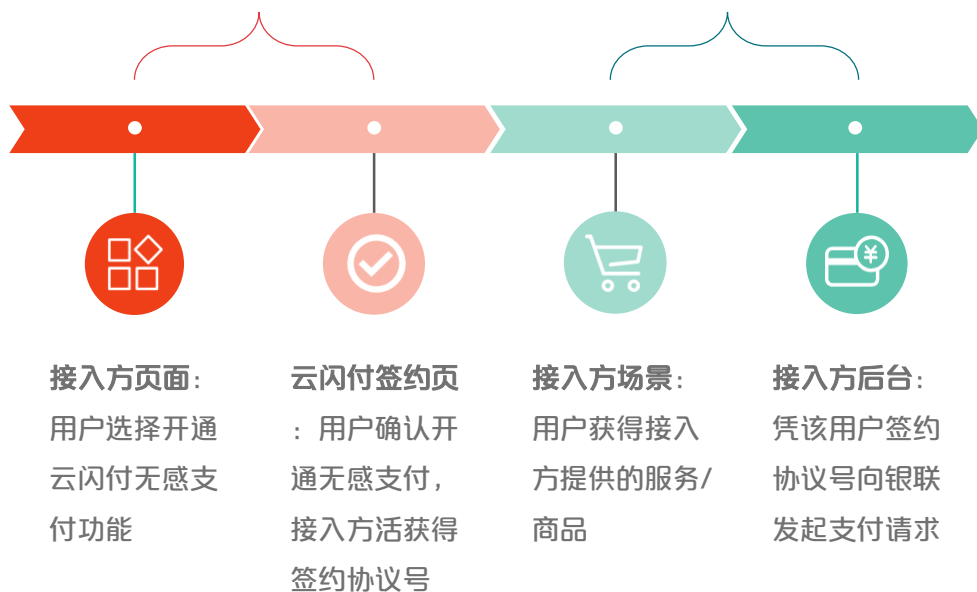 接入方页面：
用户选择开通
云闪付无感支
付功能
云闪付签约页
：用户确认开
通无感支付，
接入方活获得
签约协议号
接入方场景：
用户获得接入
方提供的服务/
商品
接入方后台：
凭该用户签约
协议号向银联
发起支付请求
¥